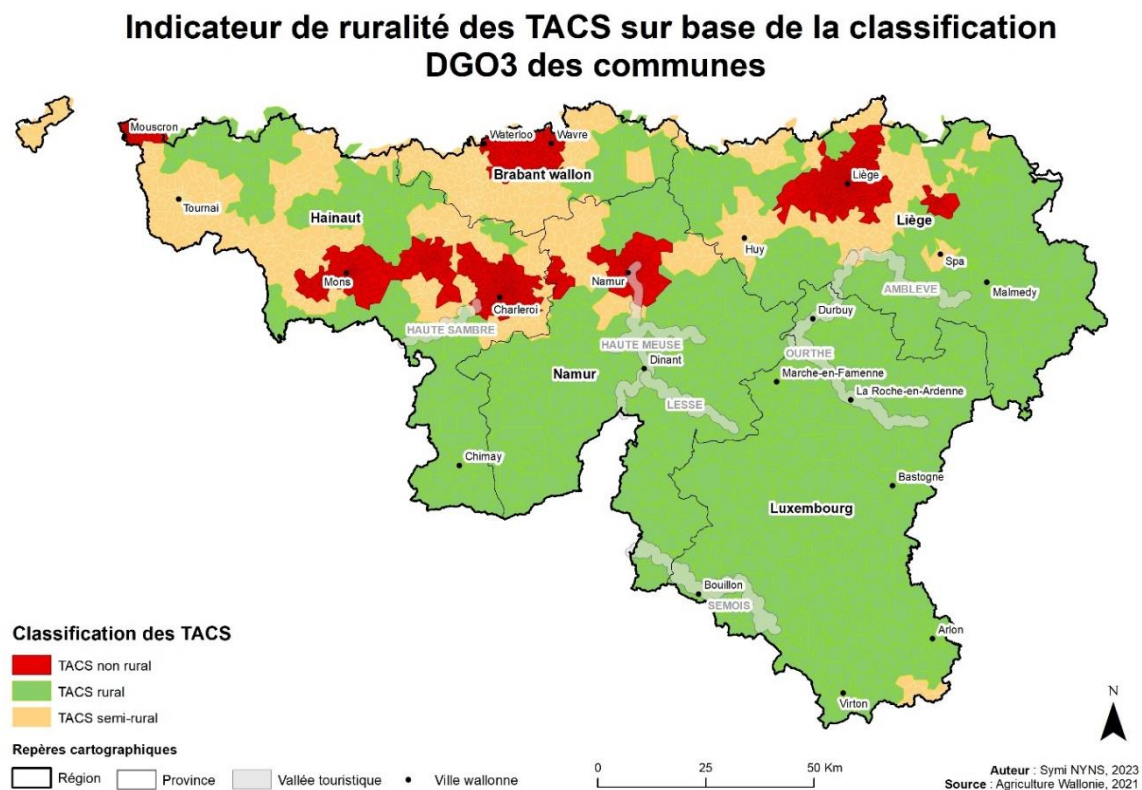 Indicateur de ruralité des TACS sur base de la classification
DGO3 des communes
Mouscron
Waterloo
Wavre
Brabant wallon
Liège
Tournai
Hainaut
Liège
Huy
Spa
Mons
Namur
Charleroi
AMBLEVE
Malmedy
HAUTE SAMBRE
Durbuy
HAUTE MEUSE
OURTHE
Dinant
Namur
Marche-en-Famenne
La Roche-en-Ardenne
LESSE
Chimay
Bastogne
Luxembourg
Bouillon
SEMOIS
Arlon
Virton
Classification des TACS
TACS non rural
TACS rural
TACS semi-rural
Repères cartographiques
Région
Province
Vallée touristique
Ville wallonne
0 25 50 Km
N
Auteur : Symi NYNS, 2023
Source : Agriculture Wallonie, 2021